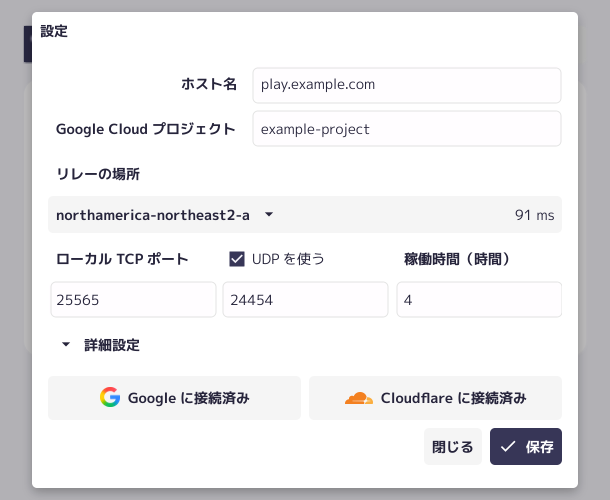 設定
ホスト名
play.example.com
Google Cloud プロジェクト
example-project
リレーの場所
northamerica-northeast2-a
91 ms
ローカル TCP ポート
UDP を使う
稼働時間（時間）
25565
24454
4
詳細設定
Google に接続済み
Cloudflare に接続済み
閉じる
保存